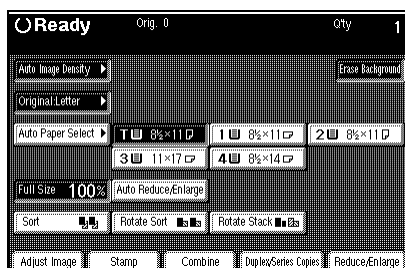 Ready Orig. 0 Q'ty 1
Auto Image Density Erase Background
Original:Letter
Auto Paper Select T 8½×11 1 8½×11 2 8½×11
3 11×17 4 8½×14
Full Size 100% Auto Reduce/Enlarge
Sort Rotate Sort Rotate Stack
Adjust Image Stamp Combine Duplex/Series Copies Reduce/Enlarge